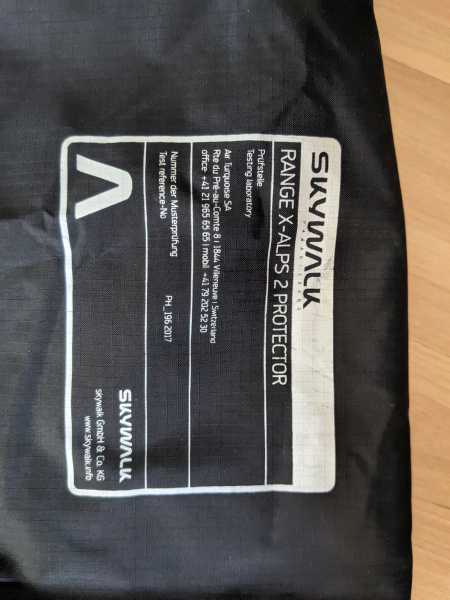 SKYWALK
PARAGLIDERS
RANGE X-ALPS 2 PROTECTOR
Prüfstelle
Testing laboratory
Air Turquoise SA
Rte du Pré-au-Comte 8 | 1844 Villeneuve | Switzerland
office +41 21 965 65 65 | mobil +41 79 202 52 30
Nummer der Musterprüfung
Test reference-No
PH_196.2017
SKYWALK
skywalk GmbH & Co. KG
www.skywalk.info